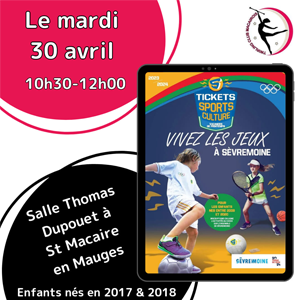 Le mardi
30 avril
10h30-12h00
TICKETS
SPORTS
CULTURE
VIVEZ LES JEUX
À SÈVREMOINE
SÈVREMOINE
Salle Thomas
Dupouet à
St Macaire
en Mauges
Enfants nés en 2017 & 2018